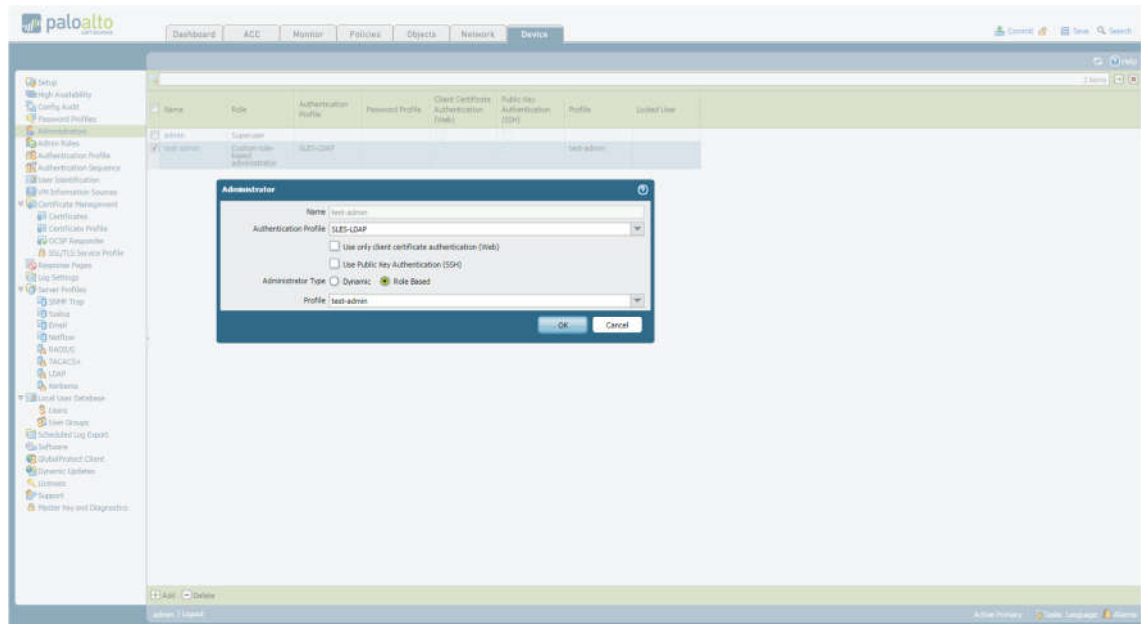 paloalto
Dashboard
ACC
Monitor
Policies
Objects
Network
Device
Commit
Save
Search
Help
2 items
Setup
High Availability
Config Audit
Password Profiles
Administrators
Admin Roles
Authentication Profile
Authentication Sequence
User Identification
VM Information Sources
Certificate Management
Certificates
Certificate Profile
OCSP Responder
SSL/TLS Service Profile
Response Pages
Log Settings
Server Profiles
SNMP Trap
Syslog
Email
Netflow
RADIUS
TACACS+
LDAP
Kerberos
Local User Database
Users
User Groups
Scheduled Log Export
Software
GlobalProtect Client
Dynamic Updates
Licenses
Support
Master Key and Diagnostics
Name
Role
Authentication Profile
Password Profile
Client Certificate Authentication (Web)
Public Key Authentication (SSH)
Profile
Locked User
admin
Superuser
test-admin
Custom role-based administrator
SLES-LDAP
test-admin
Administrator
Name test-admin
Authentication Profile SLES-LDAP
Use only client certificate authentication (Web)
Use Public Key Authentication (SSH)
Administrator Type Dynamic Role Based
Profile test-admin
OK
Cancel
Add
Delete
admin | Logout
Active Primary
Tasks
Language
Alarms